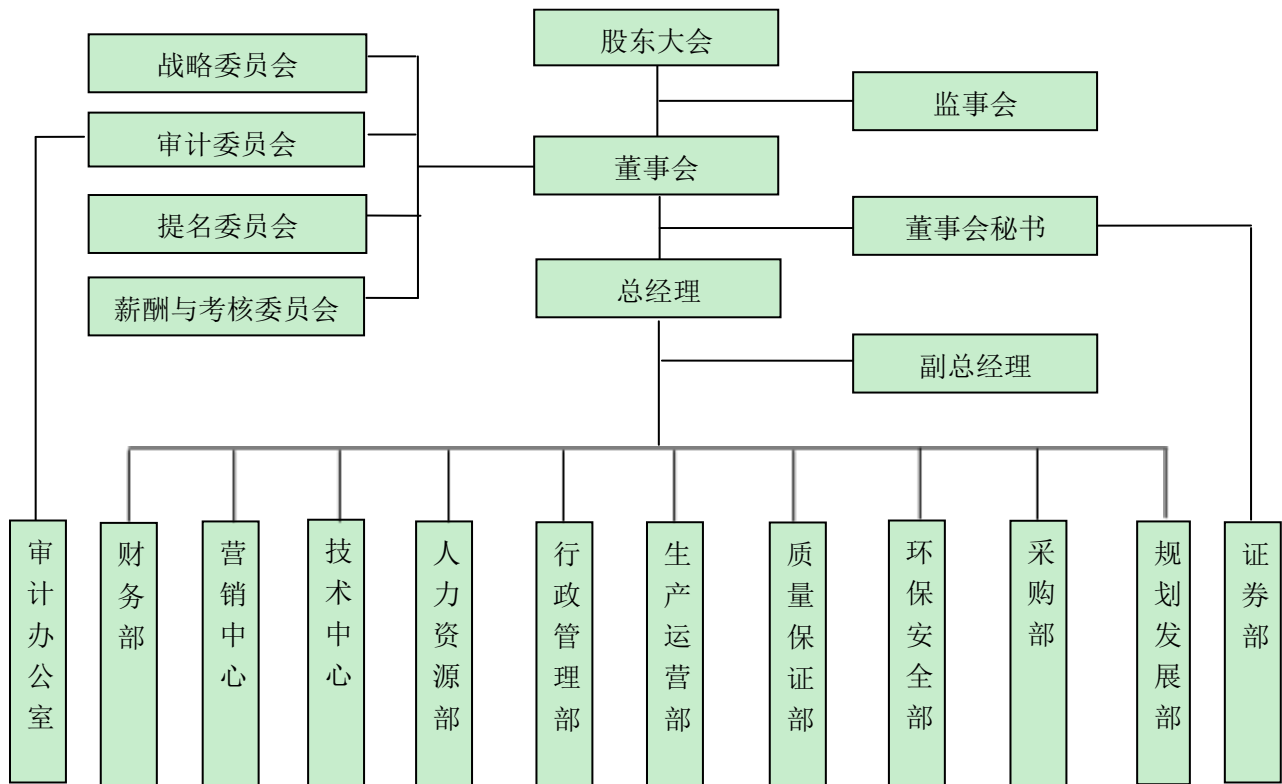 股东大会
战略委员会
监事会
审计委员会
董事会
提名委员会
董事会秘书
总经理
薪酬与考核委员会
副总经理
审计办公室
财务部
营销中心
技术中心
人力资源部
行政管理部
生产运营部
质量保证部
环保安全部
采购部
规划发展部
证券部